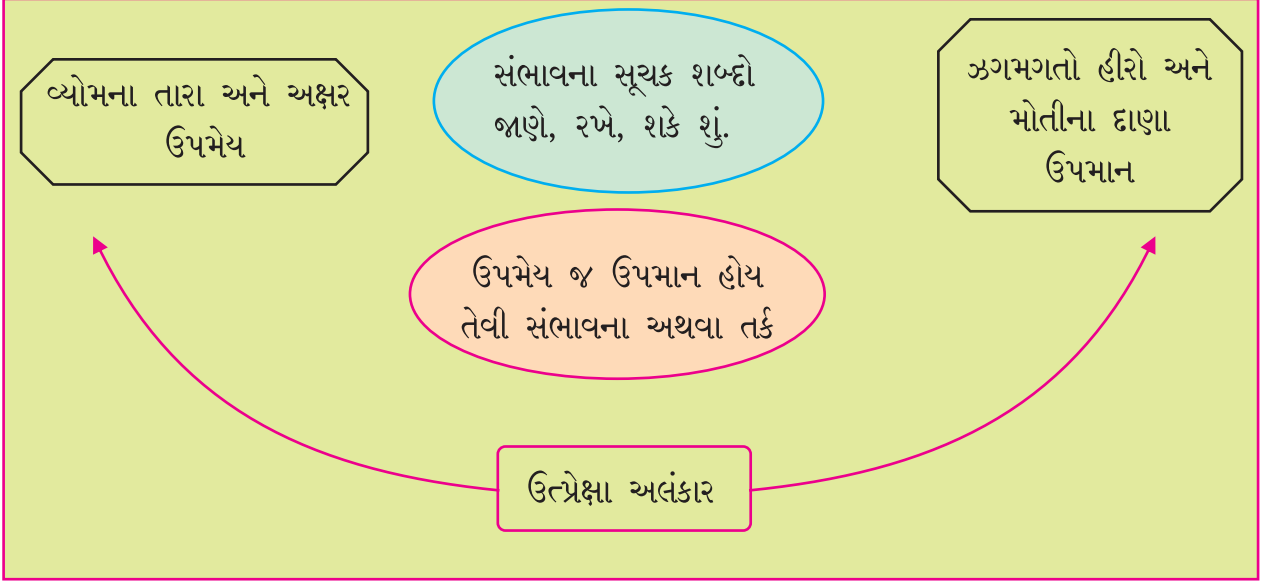 વ્યોમના તારા અને અક્ષર
ઉપમેય
સંભાવના સૂચક શબ્દો
જાણે, રખે, શકે શું.
ઝગમગતો હીરો અને
મોતીના દાણા
ઉપમાન
ઉપમેય જ ઉપમાન હોય
તેવી સંભાવના અથવા તર્ક
ઉત્પ્રેક્ષા અલંકાર